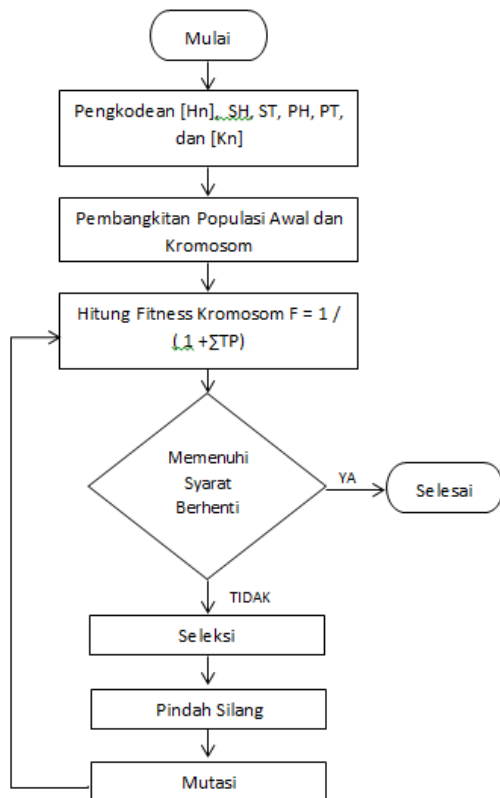 Mulai
Pengkodean [Hn], SH, ST, PH, PT,
dan [Kn]
Pembangkitan Populasi Awal dan
Kromosom
Hitung Fitness Kromosom F = 1 /
( 1 +∑TP)
Memenuhi
Syarat
Berhenti
YA
Selesai
TIDAK
Seleksi
Pindah Silang
Mutasi